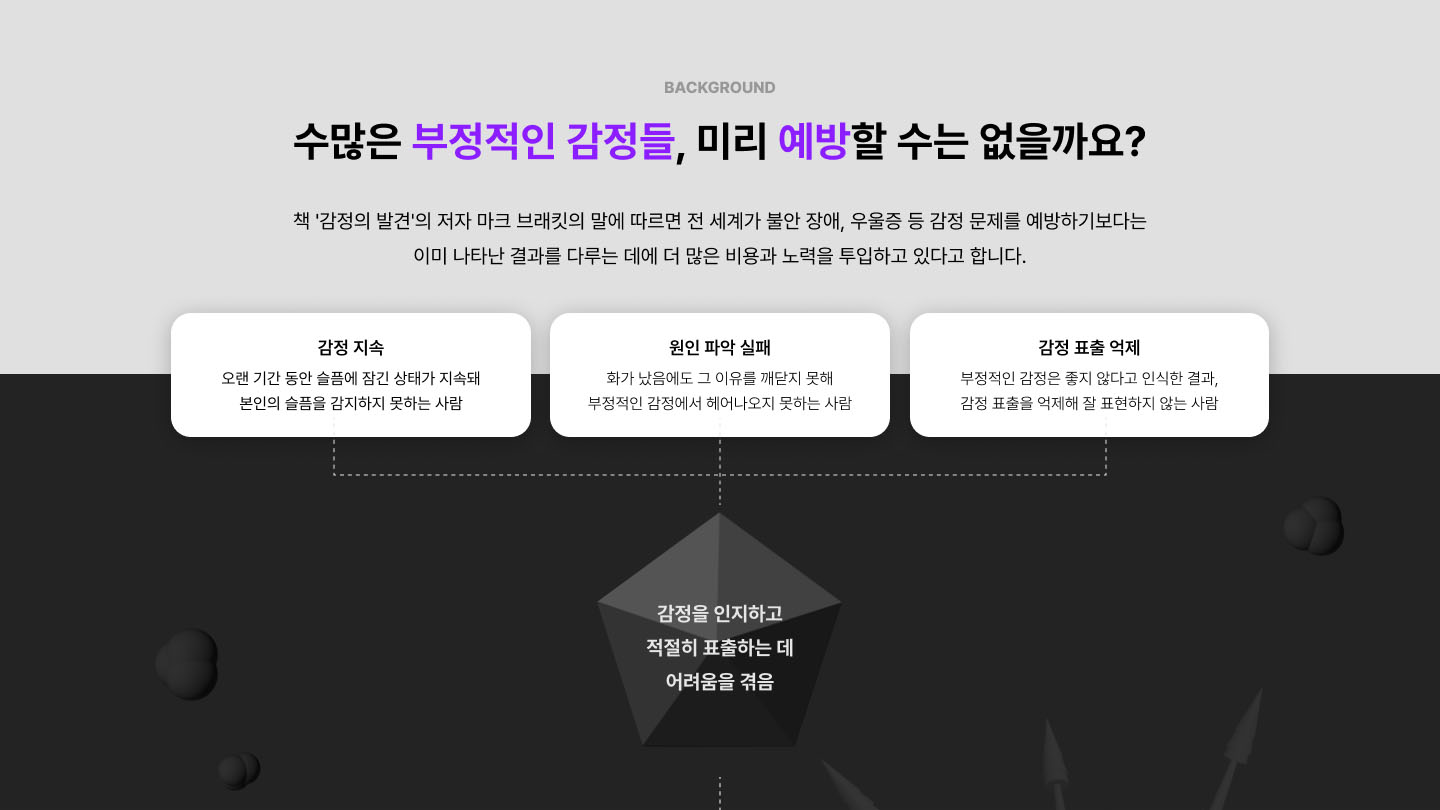 BACKGROUND
수많은 부정적인 감정들, 미리 예방할 수는 없을까요?
책 '감정의 발견'의 저자 마크 브래킷의 말에 따르면 전 세계가 불안 장애, 우울증 등 감정 문제를 예방하기보다는
이미 나타난 결과를 다루는 데에 더 많은 비용과 노력을 투입하고 있다고 합니다.
감정 지속
오랜 기간 동안 슬픔에 잠긴 상태가 지속돼
본인의 슬픔을 감지하지 못하는 사람
원인 파악 실패
화가 났음에도 그 이유를 깨닫지 못해
부정적인 감정에서 헤어나오지 못하는 사람
감정 표출 억제
부정적인 감정은 좋지 않다고 인식한 결과,
감정 표출을 억제해 잘 표현하지 않는 사람
감정을 인지하고
적절히 표출하는 데
어려움을 겪음